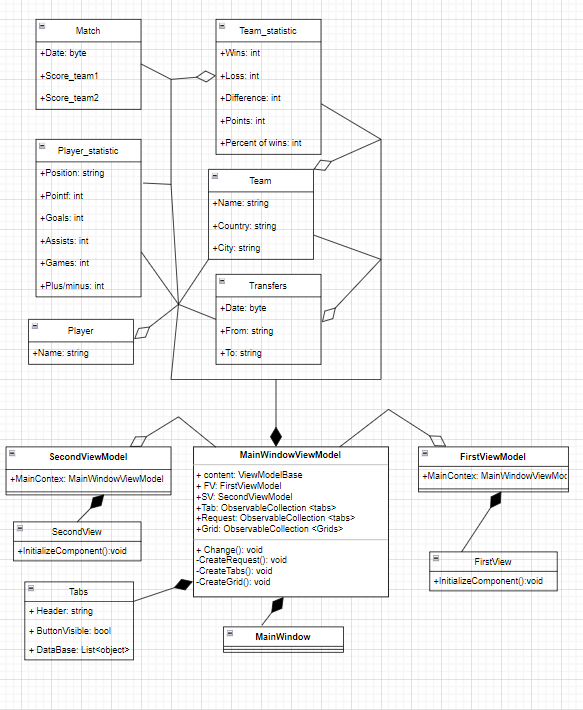 Match
+Date: byte
+Score_team1
+Score_team2
Team_statistic
+Wins: int
+Loss: int
+Difference: int
+Points: int
+Percent of wins: int
Player_statistic
+Position: string
+Pointf: int
+Goals: int
+Assists: int
+Games: int
+Plus/minus: int
Team
+Name: string
+Country: string
+City: string
Transfers
+Date: byte
+From: string
+To: string
Player
+Name: string
SecondViewModel
+MainContex: MainWindowViewModel
MainWindowViewModel
+ content: ViewModelBase
+ FV: FirstViewModel
+SV: SecondViewModel
+Tab: ObservableCollection <tabs>
+Request: ObservableCollection <tabs>
+Grid: ObservableCollection <Grids>
+ Change(): void
-CreateRequest(): void
-CreateTabs(): void
-CreateGrid(): void
FirstViewModel
+MainContex: MainWindowViewMoc
SecondView
+InitializeComponent():void
FirstView
+InitializeComponent():void
Tabs
+ Header: string
+ ButtonVisible: bool
+ DataBase: List<object>
MainWindow